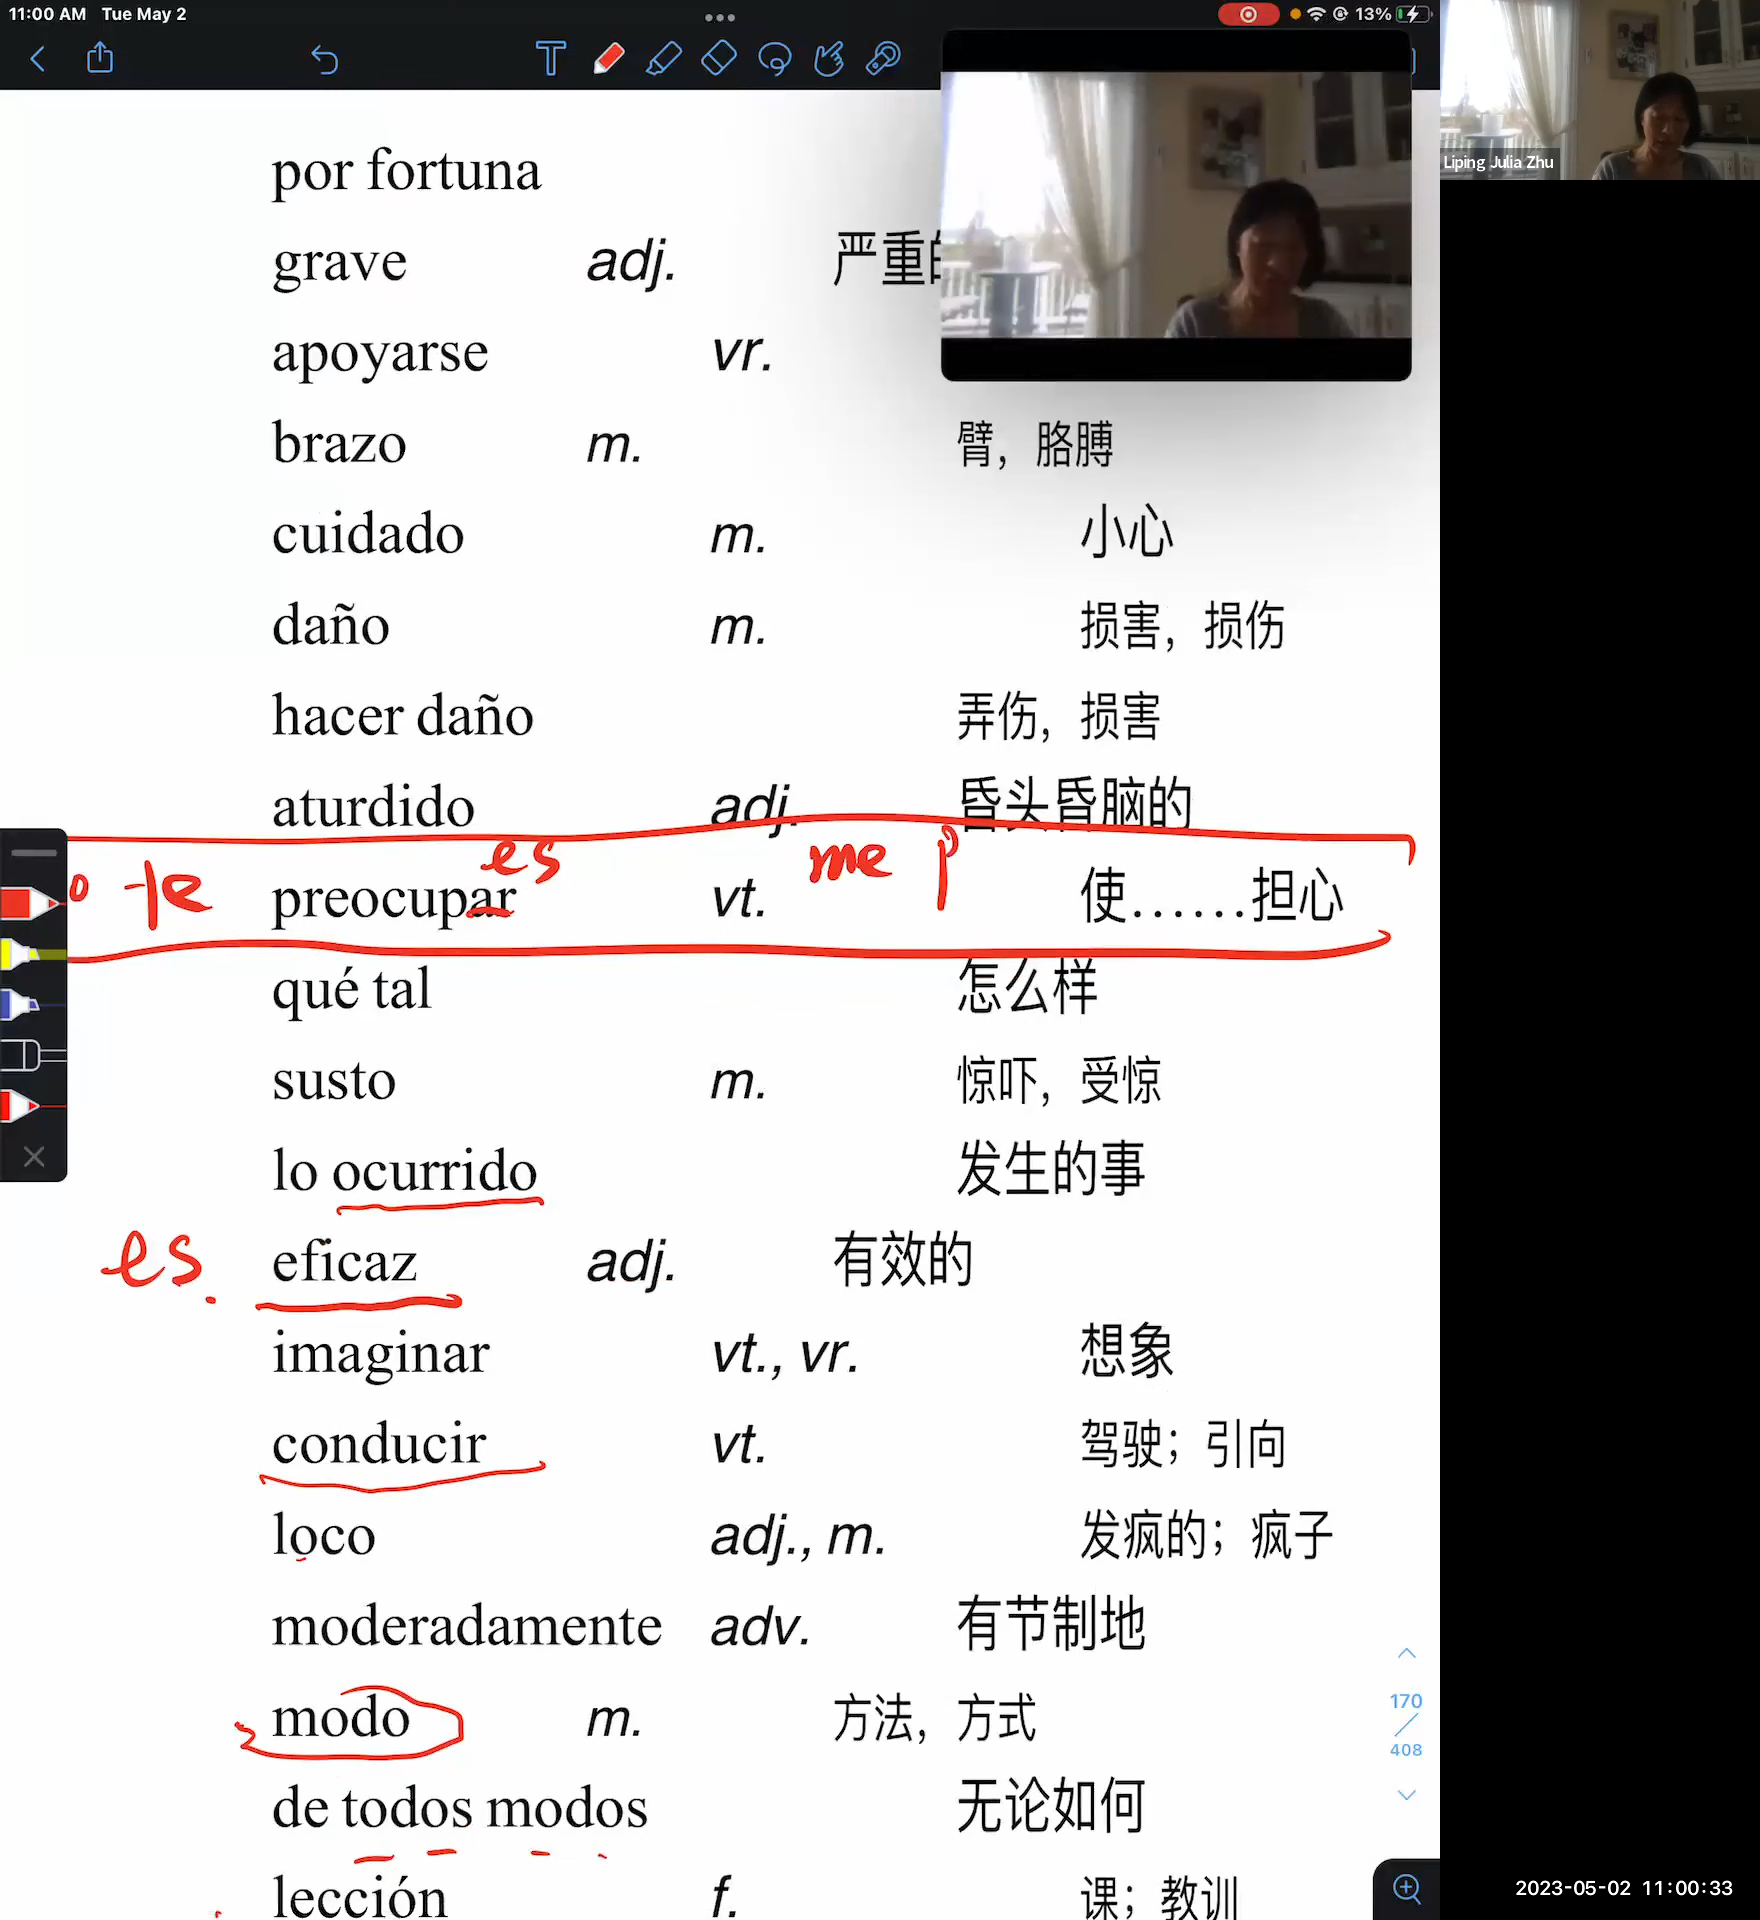 11:00 AM Tue May 2
13%
Liping Julia Zhu
por fortuna
grave adj. 严重的
apoyarse vr.
brazo m. 臂，胳膊
cuidado m. 小心
daño m. 损害，损伤
hacer daño 弄伤，损害
aturdido adj. 昏头昏脑的
es me p
o te preocupar vt. 使……担心
qué tal 怎么样
susto m. 惊吓，受惊
lo ocurrido 发生的事
es. eficaz adj. 有效的
imaginar vt., vr. 想象
conducir vt. 驾驶；引向
loco adj., m. 发疯的；疯子
moderadamente adv. 有节制地
modo m. 方法，方式
170
408
de todos modos 无论如何
lección f. 课；教训
2023-05-02 11:00:33